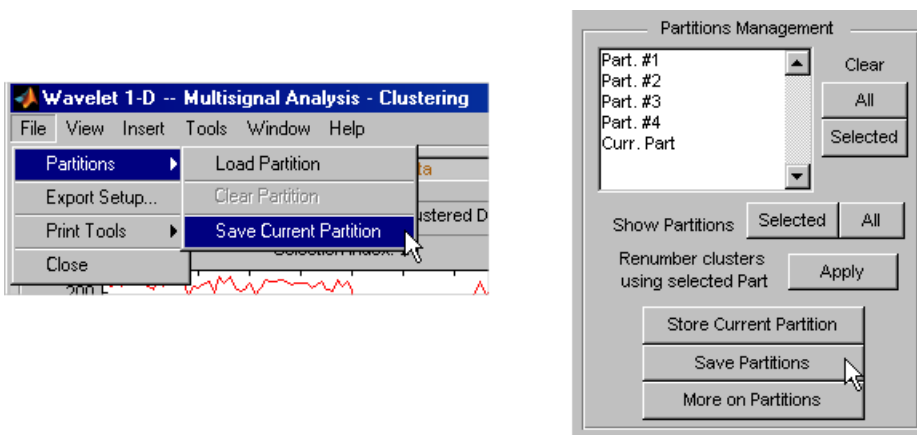 Wavelet 1-D -- Multisignal Analysis - Clustering
File View Insert Tools Window Help
Partitions
Export Setup...
Print Tools
Close
Load Partition
Clear Partition
Save Current Partition
ta
ustered D
200
Partitions Management
Part. #1
Part. #2
Part. #3
Part. #4
Curr. Part
Clear
All
Selected
Show Partitions Selected All
Renumber clusters
using selected Part
Apply
Store Current Partition
Save Partitions
More on Partitions